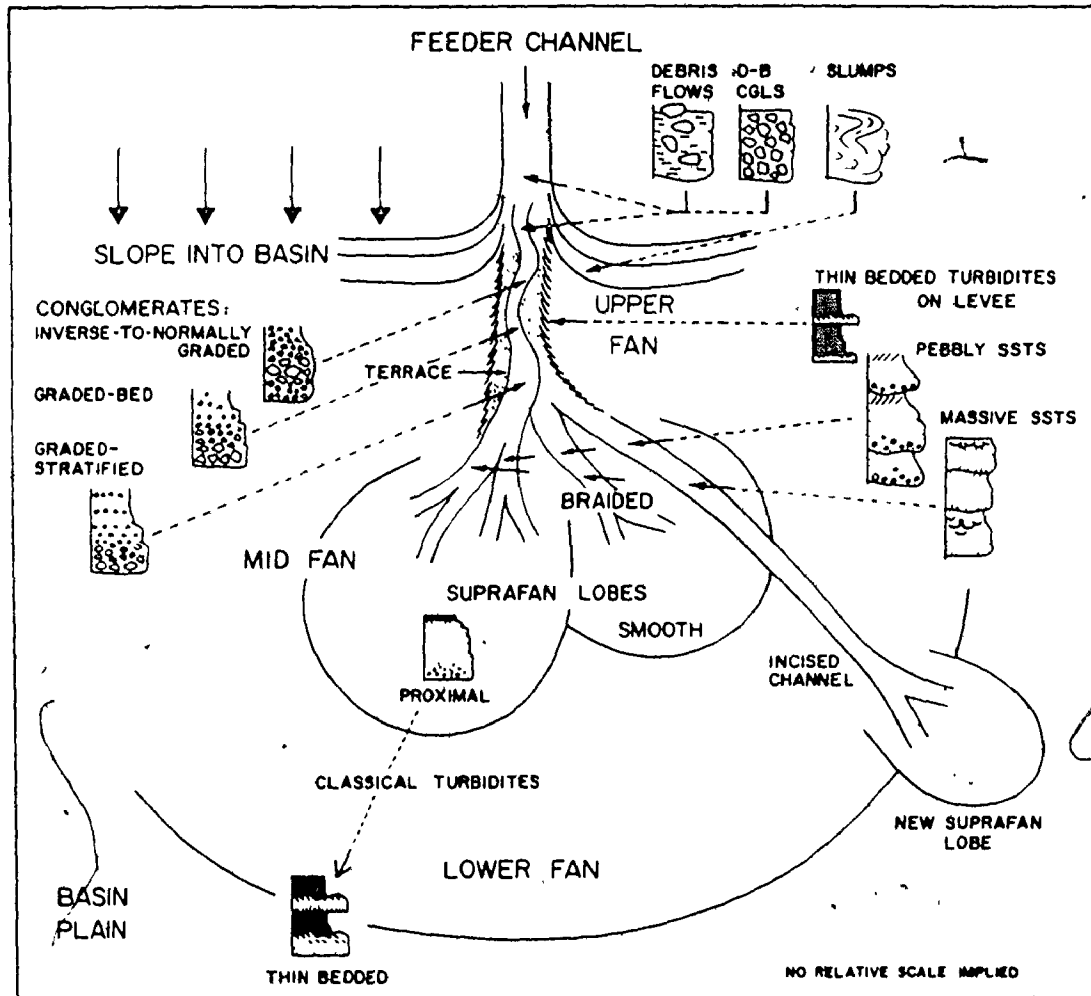 FEEDER CHANNEL
DEBRIS D-B SLUMPS
FLOWS CGLS
SLOPE INTO BASIN
CONGLOMERATES:
INVERSE-TO-NORMALLY
GRADED
UPPER
FAN
THIN BEDDED TURBIDITES
ON LEVEE
PEBBLY SSTS
TERRACE
GRADED-BED
MASSIVE SSTS
GRADED-
STRATIFIED
BRAIDED
MID FAN
SUPRAFAN LOBES
SMOOTH
INCISED
CHANNEL
PROXIMAL
CLASSICAL TURBIDITES
NEW SUPRAFAN
LOBE
LOWER FAN
BASIN
PLAIN
THIN BEDDED
NO RELATIVE SCALE IMPLIED